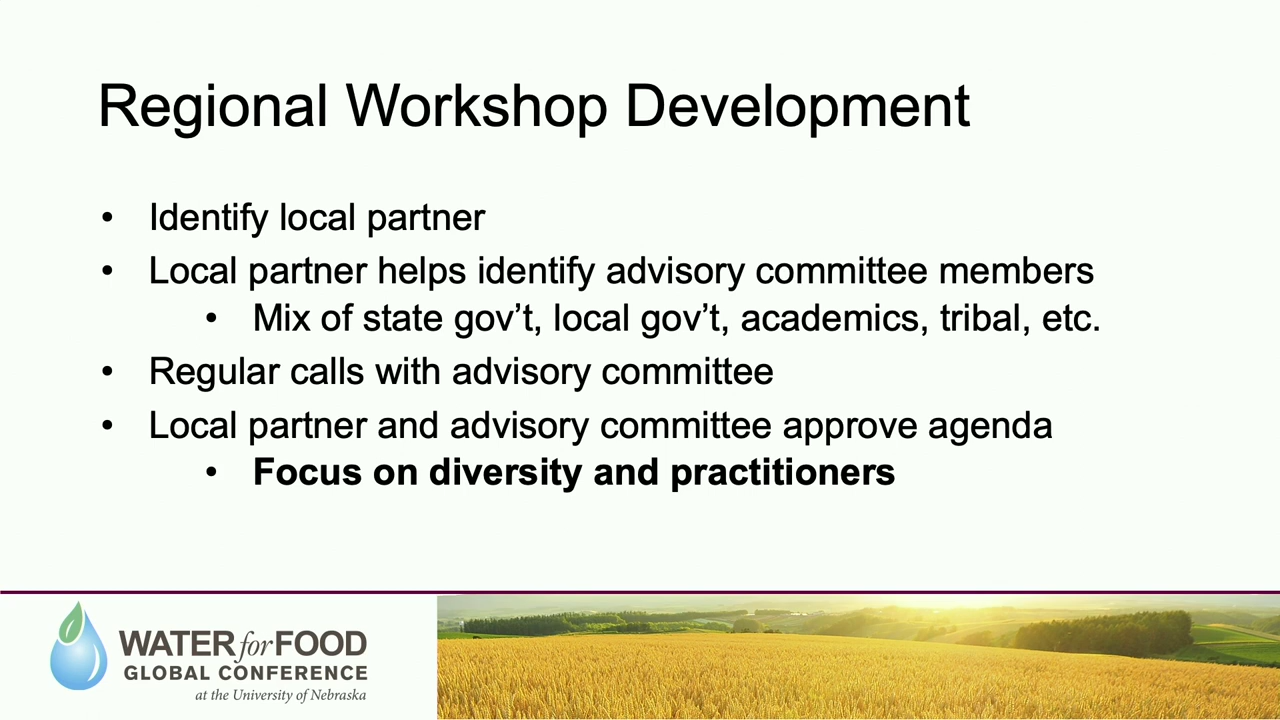 Regional Workshop Development
• Identify local partner
• Local partner helps identify advisory committee members
• Mix of state gov’t, local gov’t, academics, tribal, etc.
• Regular calls with advisory committee
• Local partner and advisory committee approve agenda
• Focus on diversity and practitioners
WATER for FOOD
GLOBAL CONFERENCE
at the University of Nebraska